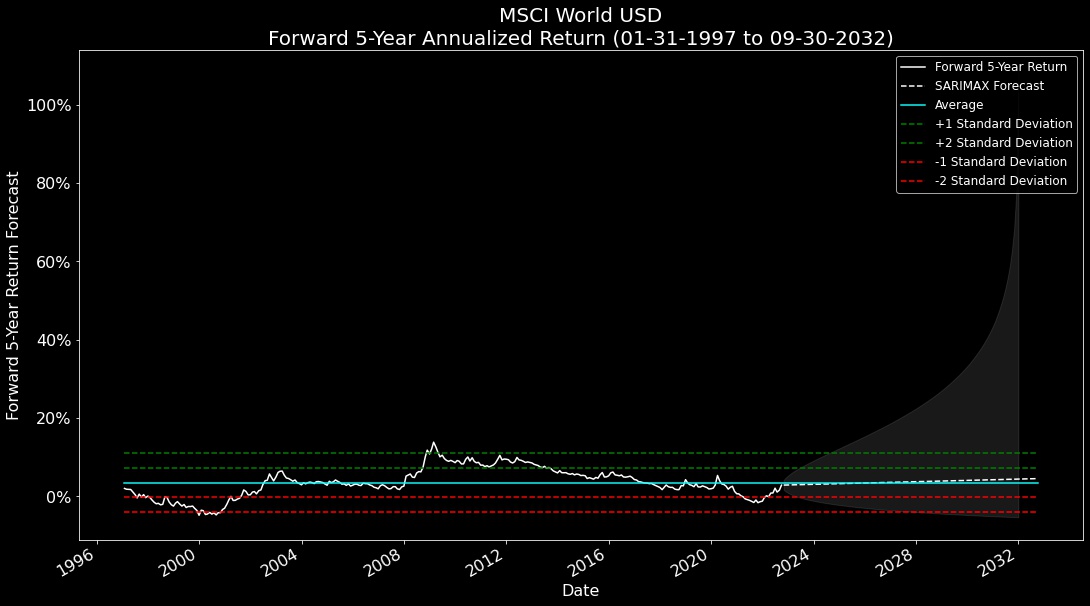 MSCI World USD
Forward 5-Year Annualized Return (01-31-1997 to 09-30-2032)
Forward 5-Year Return
SARIMAX Forecast
Average
+1 Standard Deviation
+2 Standard Deviation
-1 Standard Deviation
-2 Standard Deviation
Forward 5-Year Return Forecast
100%
80%
60%
40%
20%
0%
1996
2000
2004
2008
2012
2016
2020
2024
2028
2032
Date